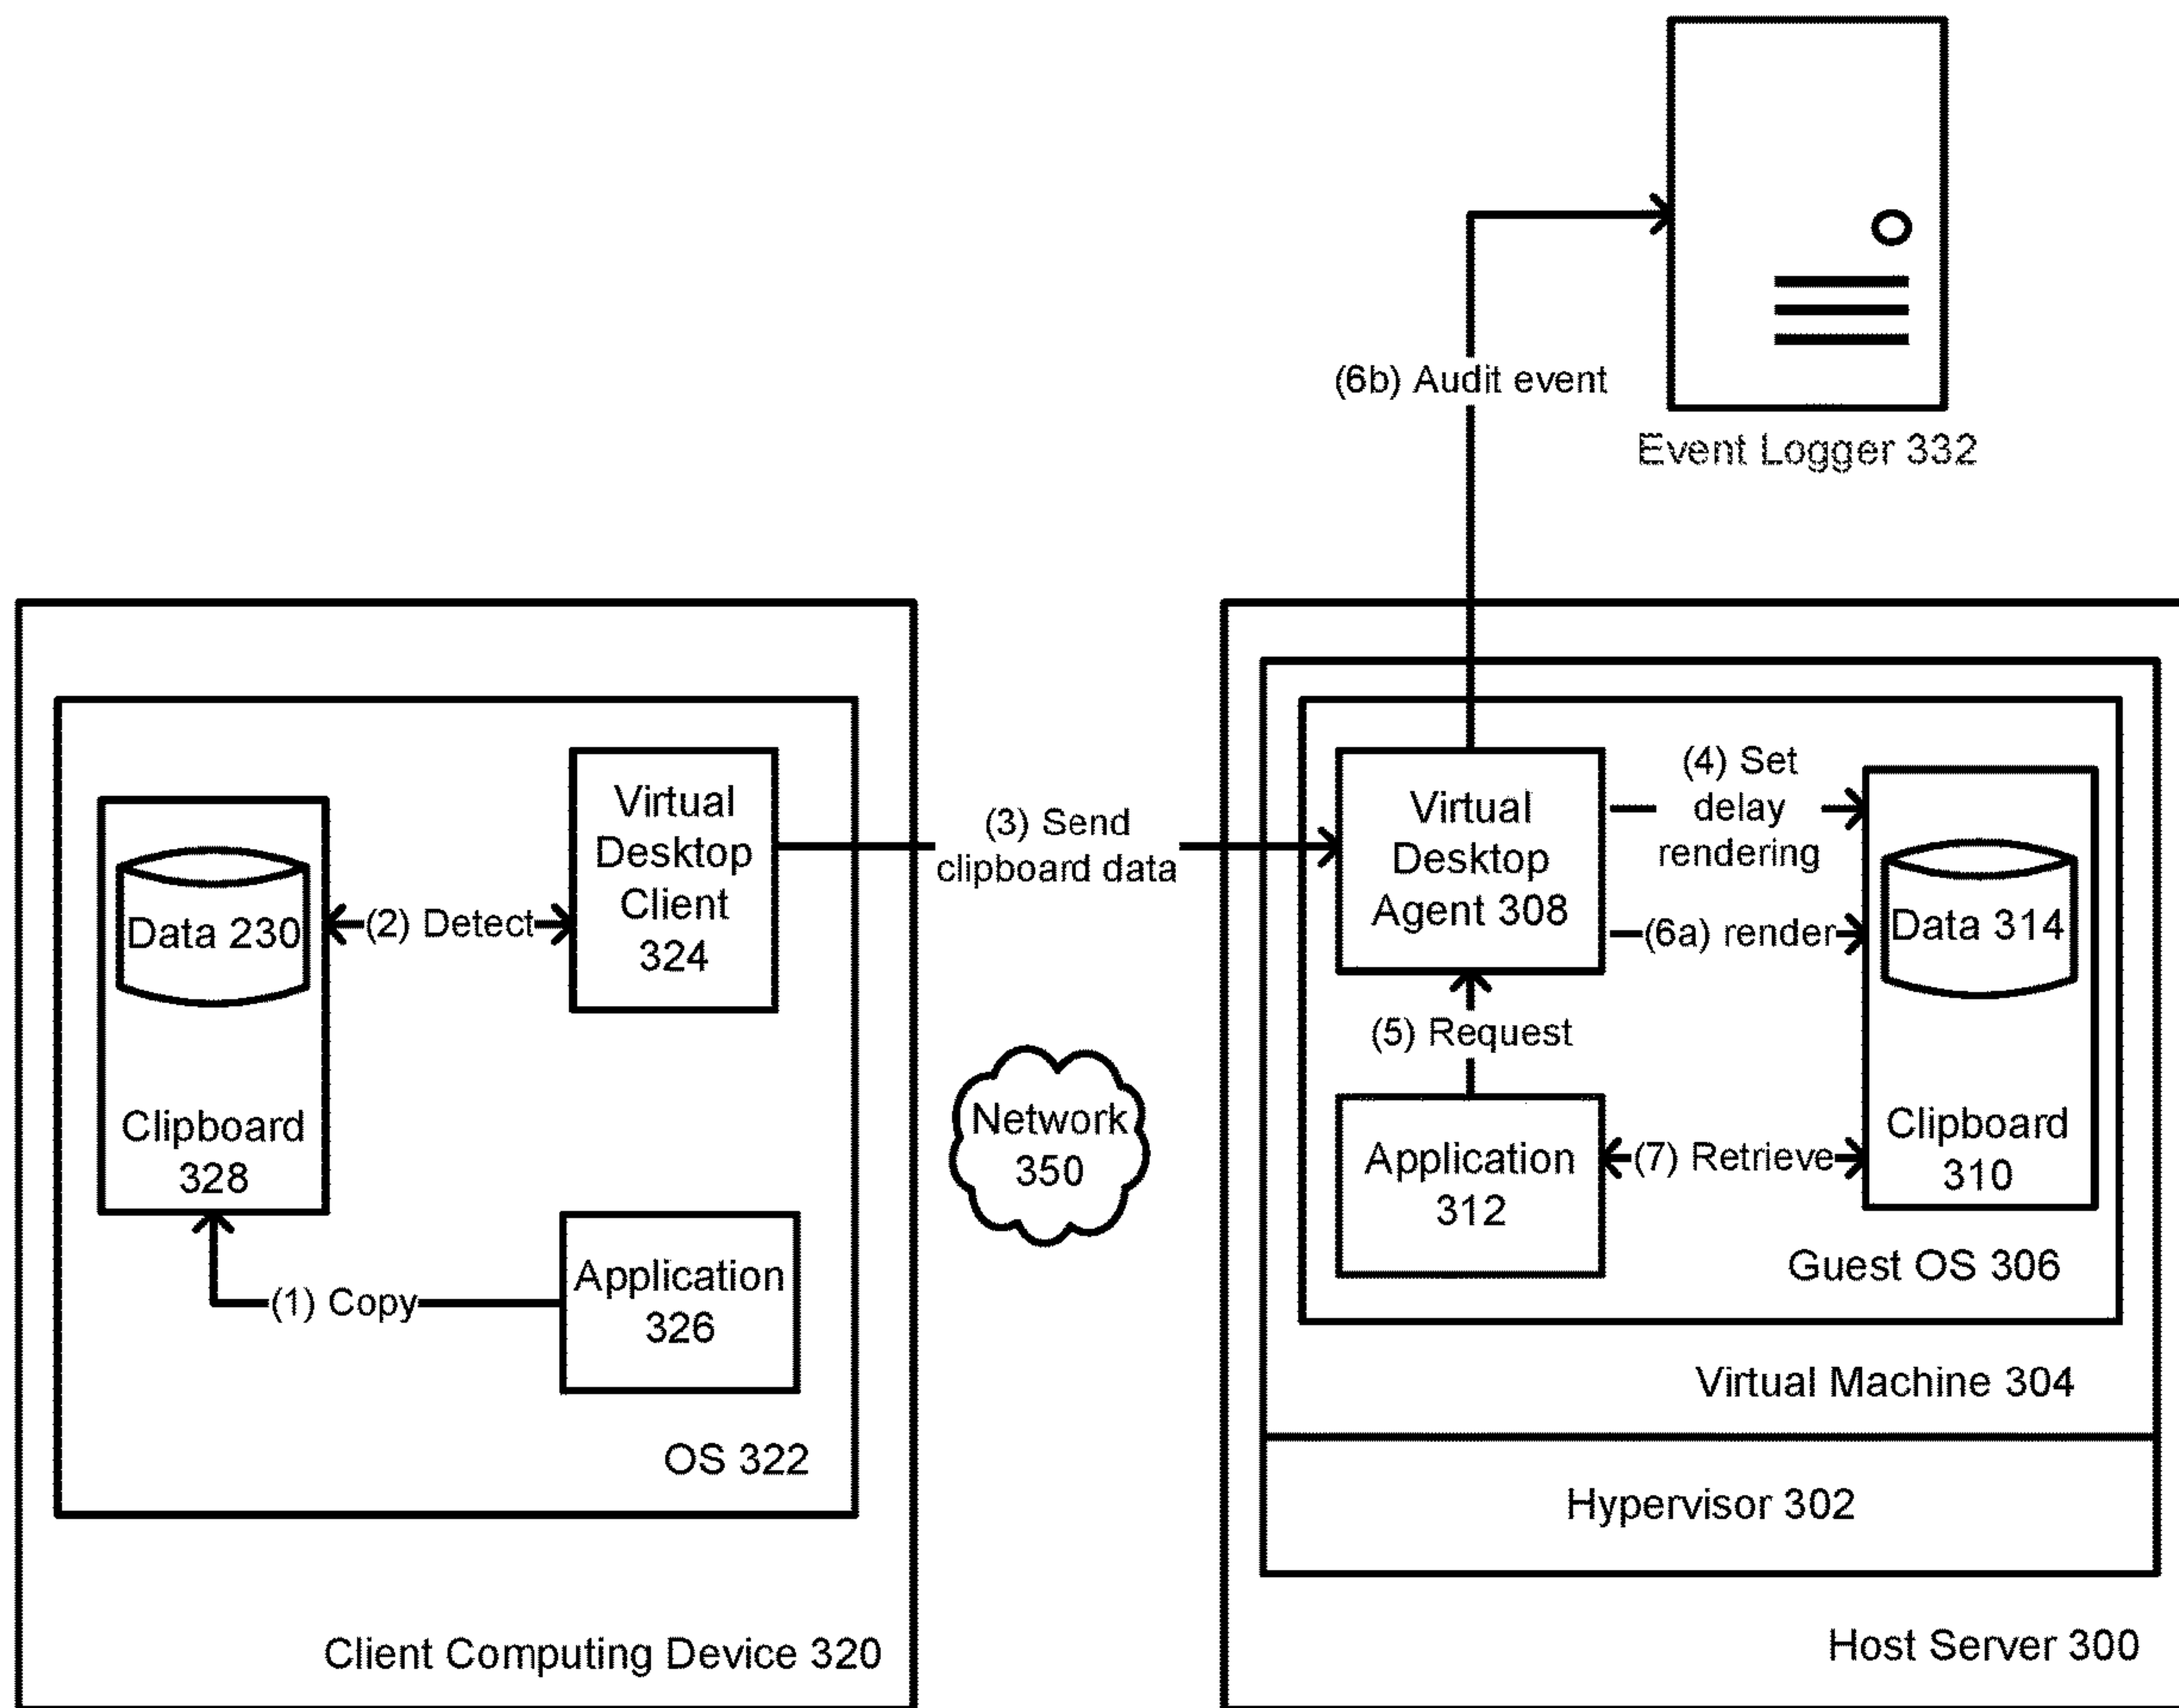 (6b) Audit event
Event Logger 332
Data 230
Clipboard
328
(2) Detect
Virtual
Desktop
Client
324
(1) Copy
Application
326
OS 322
Client Computing Device 320
(3) Send
clipboard data
Network
350
Virtual
Desktop
Agent 308
(4) Set
delay
rendering
(6a) render
Data 314
Clipboard
310
(5) Request
Application
312
(7) Retrieve
Guest OS 306
Virtual Machine 304
Hypervisor 302
Host Server 300